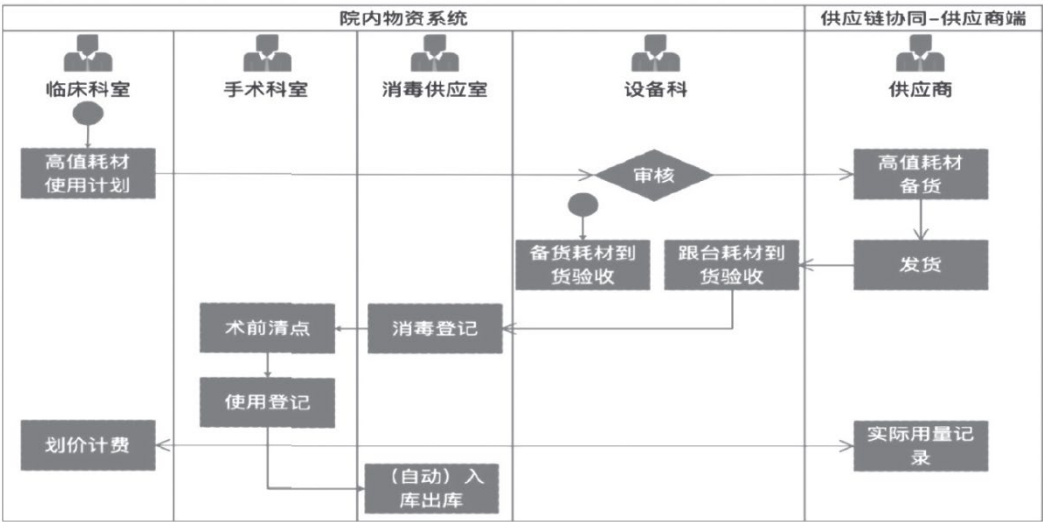 院内物资系统
供应链协同-供应商端
临床科室
手术科室
消毒供应室
设备科
供应商
高值耗材
使用计划
审核
高值耗材
备货
备货耗材到
货验收
跟台耗材到
货验收
发货
术前清点
消毒登记
使用登记
划价计费
实际用量记
录
（自动）入
库出库